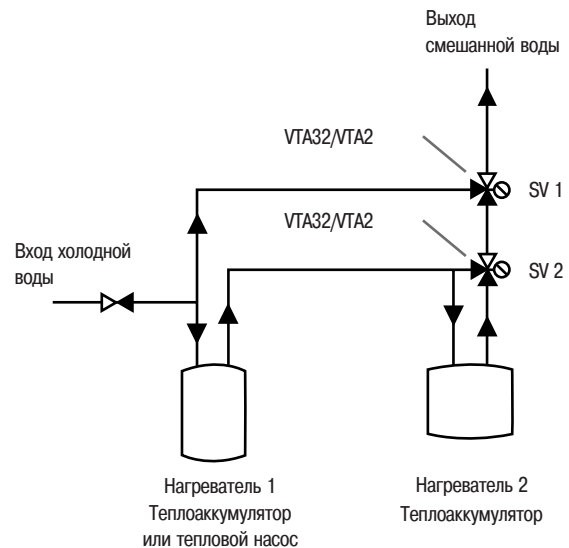 Выход
смешанной воды
VTA32/VTA2
SV 1
VTA32/VTA2
Вход холодной
воды
SV 2
Нагреватель 1
Теплоаккумулятор
или тепловой насос
Нагреватель 2
Теплоаккумулятор